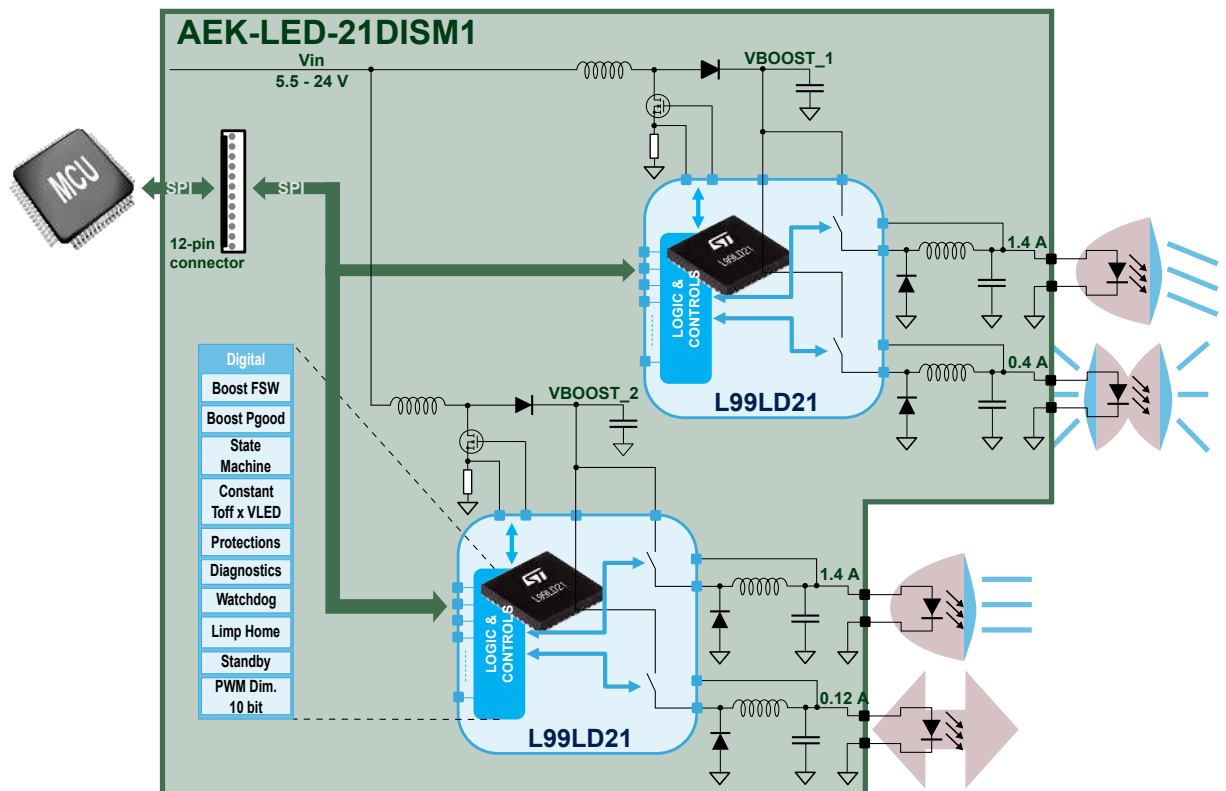 AEK-LED-21DISM1
Vin
5.5 - 24 V
VBOOST_1
MCU
SPI
SPI
12-pin
connector
ST
L99LD21
LOGIC &
CONTROLS
1.4 A
0.4 A
L99LD21
Digital
Boost FSW
Boost Pgood
State
Machine
Constant
Toff x VLED
Protections
Diagnostics
Watchdog
Limp Home
Standby
PWM Dim.
10 bit
VBOOST_2
ST
L99LD21
LOGIC &
CONTROLS
1.4 A
0.12 A
L99LD21